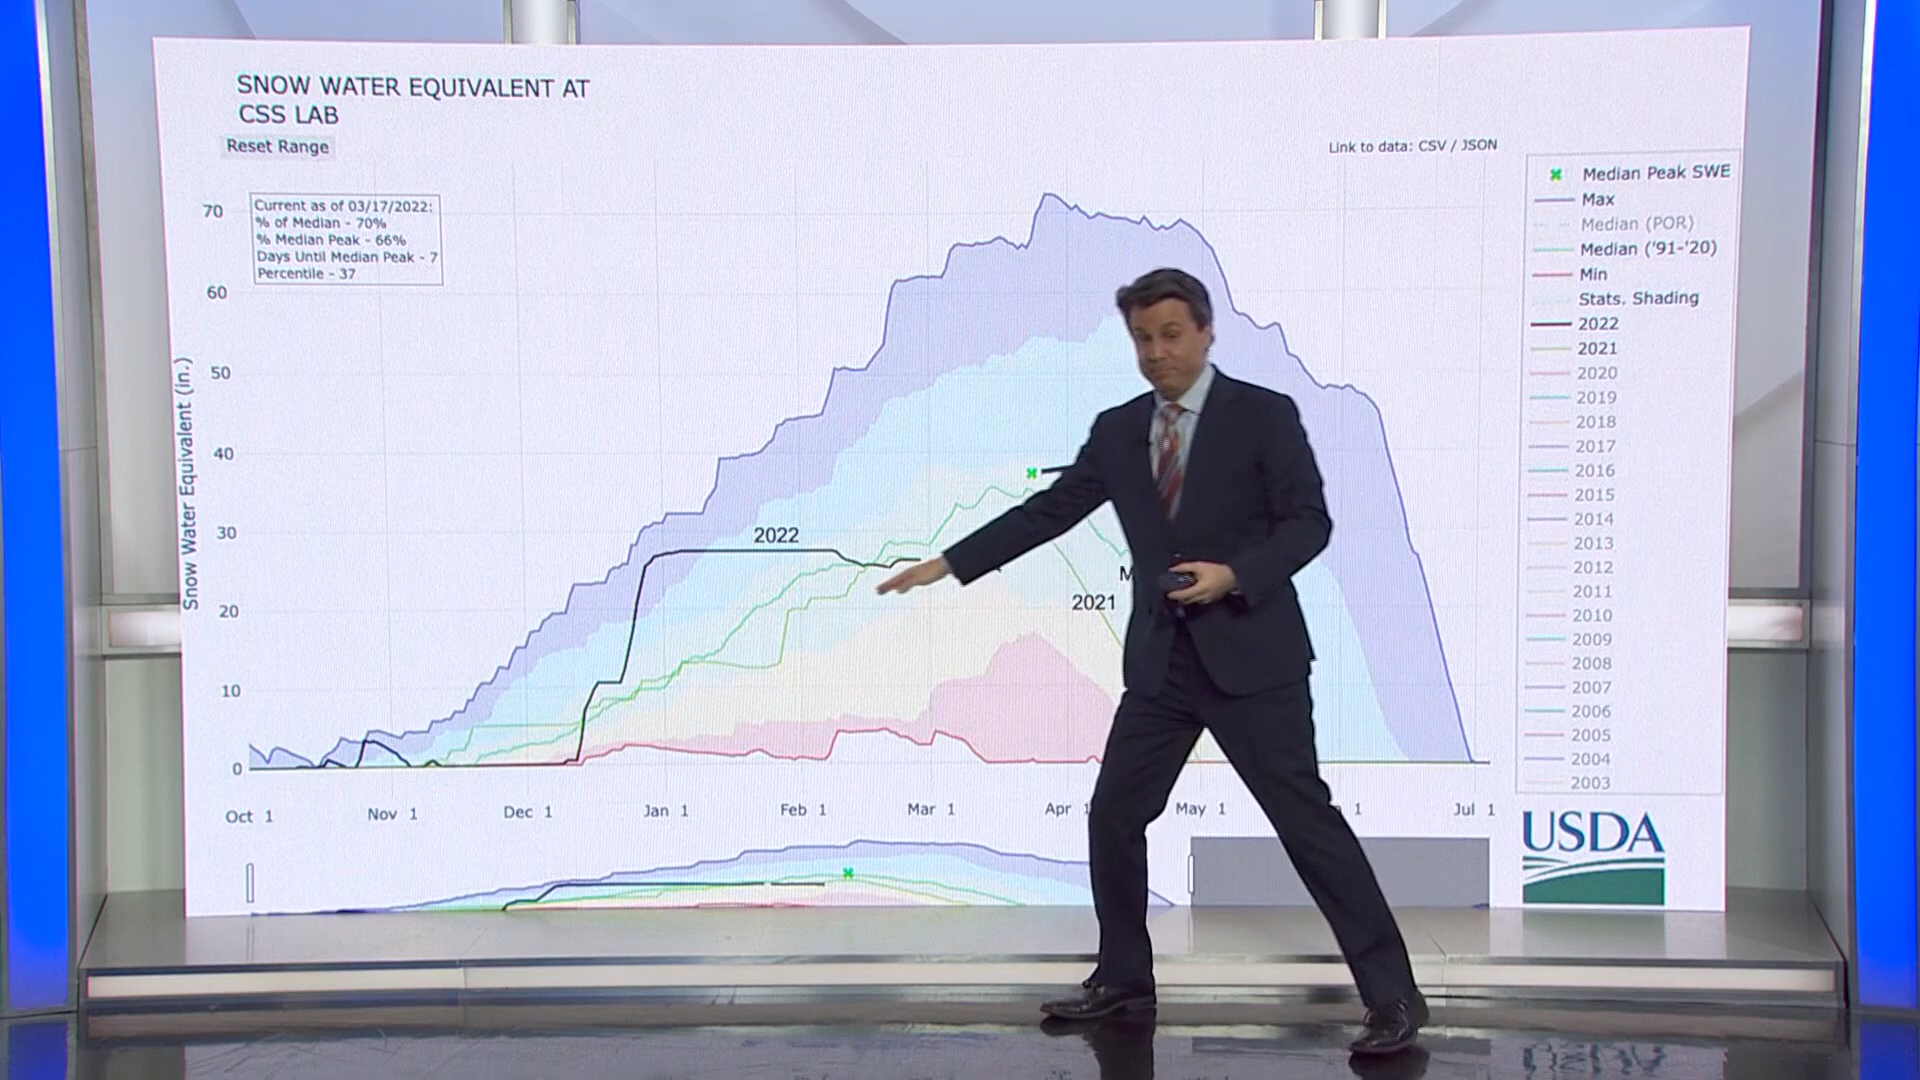 SNOW WATER EQUIVALENT AT
CSS LAB
Reset Range
Link to data: CSV / JSON
Current as of 03/17/2022:
% of Median - 70%
% Median Peak - 66%
Days Until Median Peak - 7
Percentile - 37
Snow Water Equivalent (in.)
70
60
50
40
30
20
10
0
2022
2021
M
Oct 1
Nov 1
Dec 1
Jan 1
Feb 1
Mar 1
Apr 1
May 1
1
Jul 1
Median Peak SWE
Max
Median (POR)
Median ('91-'20)
Min
Stats. Shading
2022
2021
2020
2019
2018
2017
2016
2015
2014
2013
2012
2011
2010
2009
2008
2007
2006
2005
2004
2003
USDA